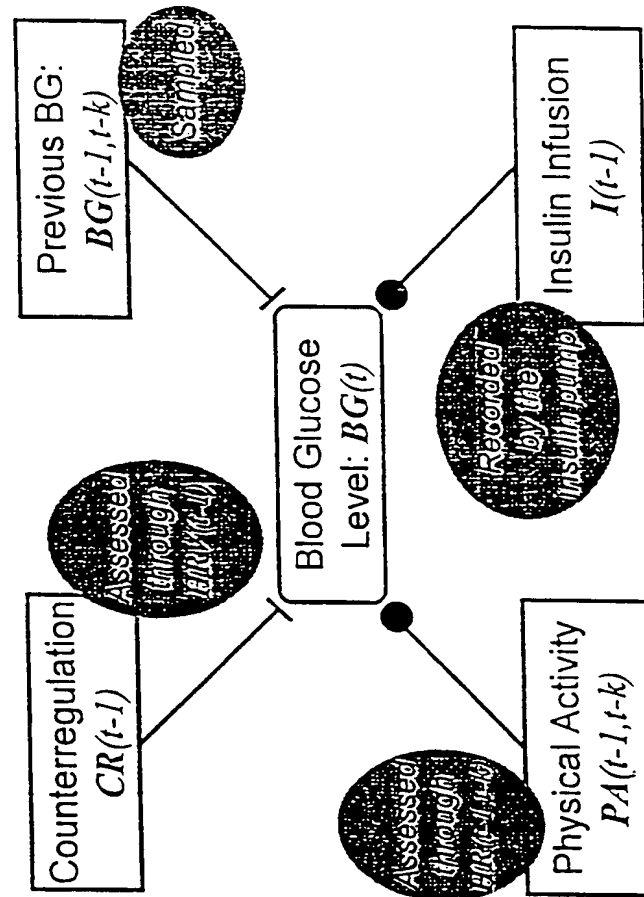 Counterregulation
CR(t-1)
Assessed
through
Previous BG:
BG(t-1,t-k)
Sampled
Blood Glucose
Level: BG(t)
Physical Activity
PA(t-1,t-k)
Assessed
through
Insulin Infusion
I(t-1)
Recorded
by the
insulin pump